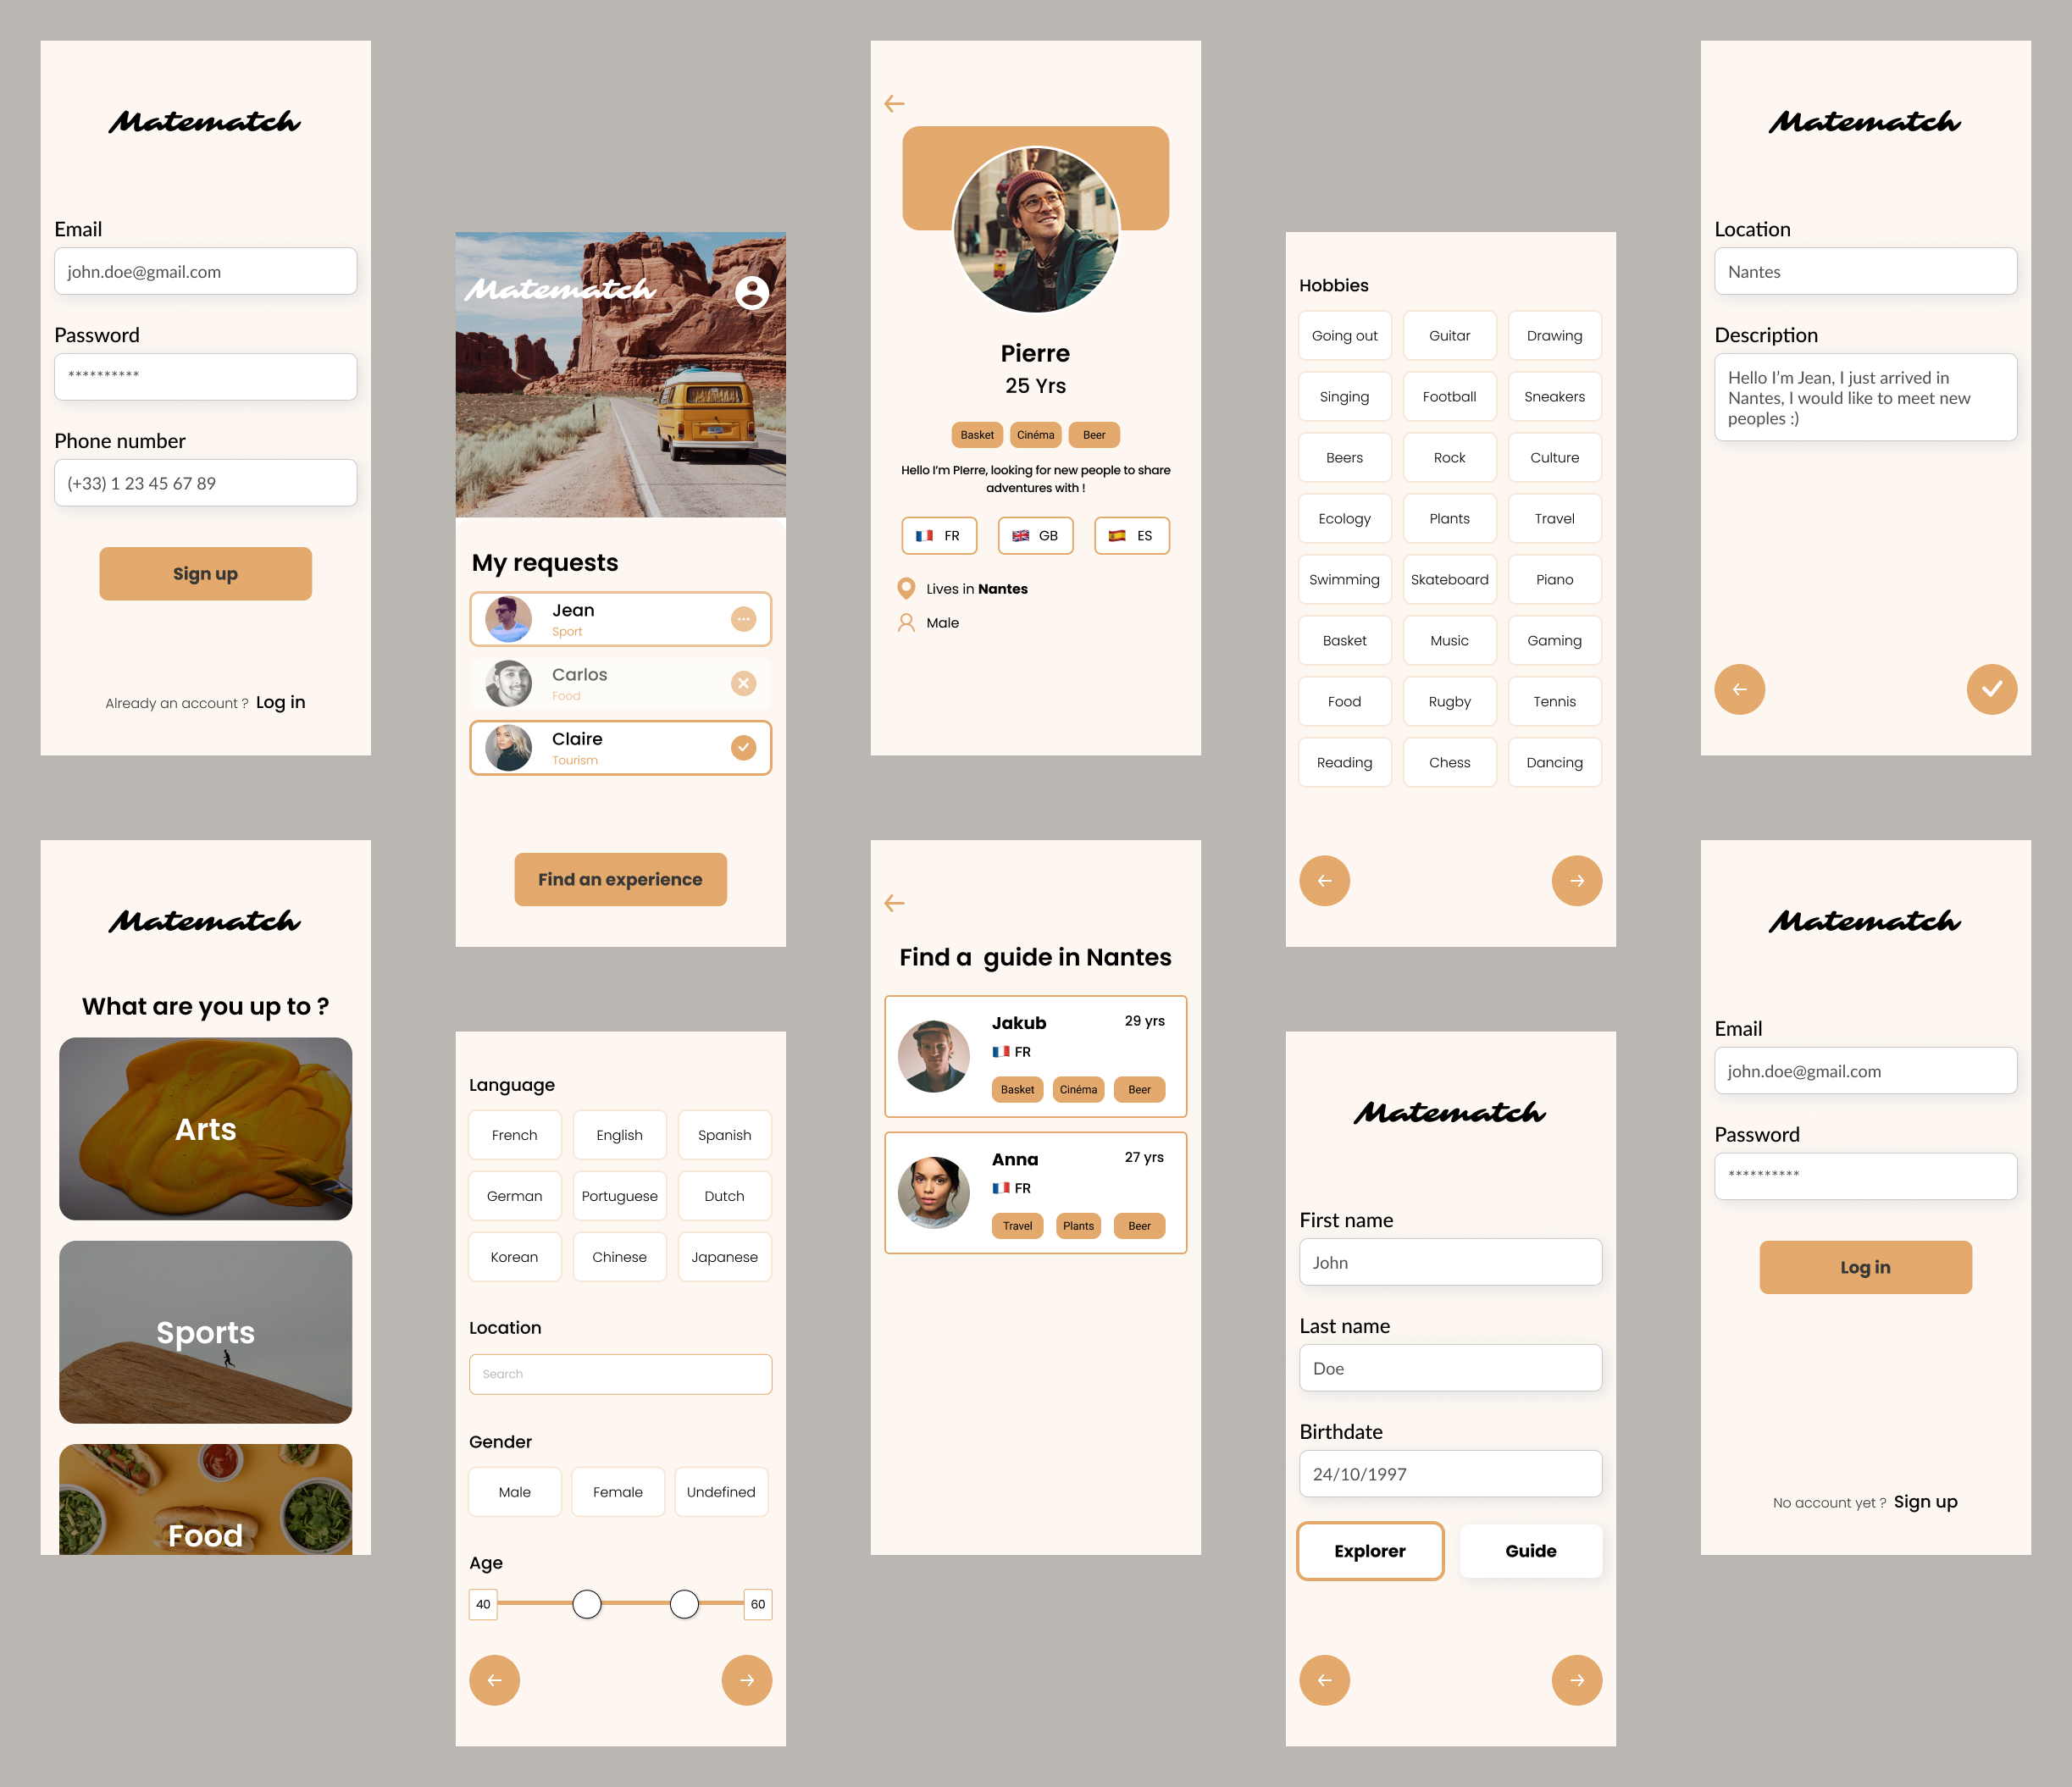 Matematch
Email
john.doe@gmail.com
Password
**********
Phone number
(+33) 1 23 45 67 89
Sign up
Already an account ? Log in
Matematch
What are you up to ?
Arts
Sports
Food
Matematch
My requests
Jean
Sport
Carlos
Food
Claire
Tourism
Find an experience
Language
French English Spanish
German Portuguese Dutch
Korean Chinese Japanese
Location
Search
Gender
Male Female Undefined
Age
40 60
Pierre
25 Yrs
Basket Cinéma Beer
Hello I'm PIerre, looking for new people to share
adventures with !
FR GB ES
Lives in Nantes
Male
Find a  guide in Nantes
Jakub 29 yrs
FR
Basket Cinéma Beer
Anna 27 yrs
FR
Travel Plants Beer
Hobbies
Going out Guitar Drawing
Singing Football Sneakers
Beers Rock Culture
Ecology Plants Travel
Swimming Skateboard Piano
Basket Music Gaming
Food Rugby Tennis
Reading Chess Dancing
Matematch
First name
John
Last name
Doe
Birthdate
24/10/1997
Explorer Guide
Matematch
Location
Nantes
Description
Hello I'm Jean, I just arrived in
Nantes, I would like to meet new
peoples :)
Matematch
Email
john.doe@gmail.com
Password
**********
Log in
No account yet ? Sign up